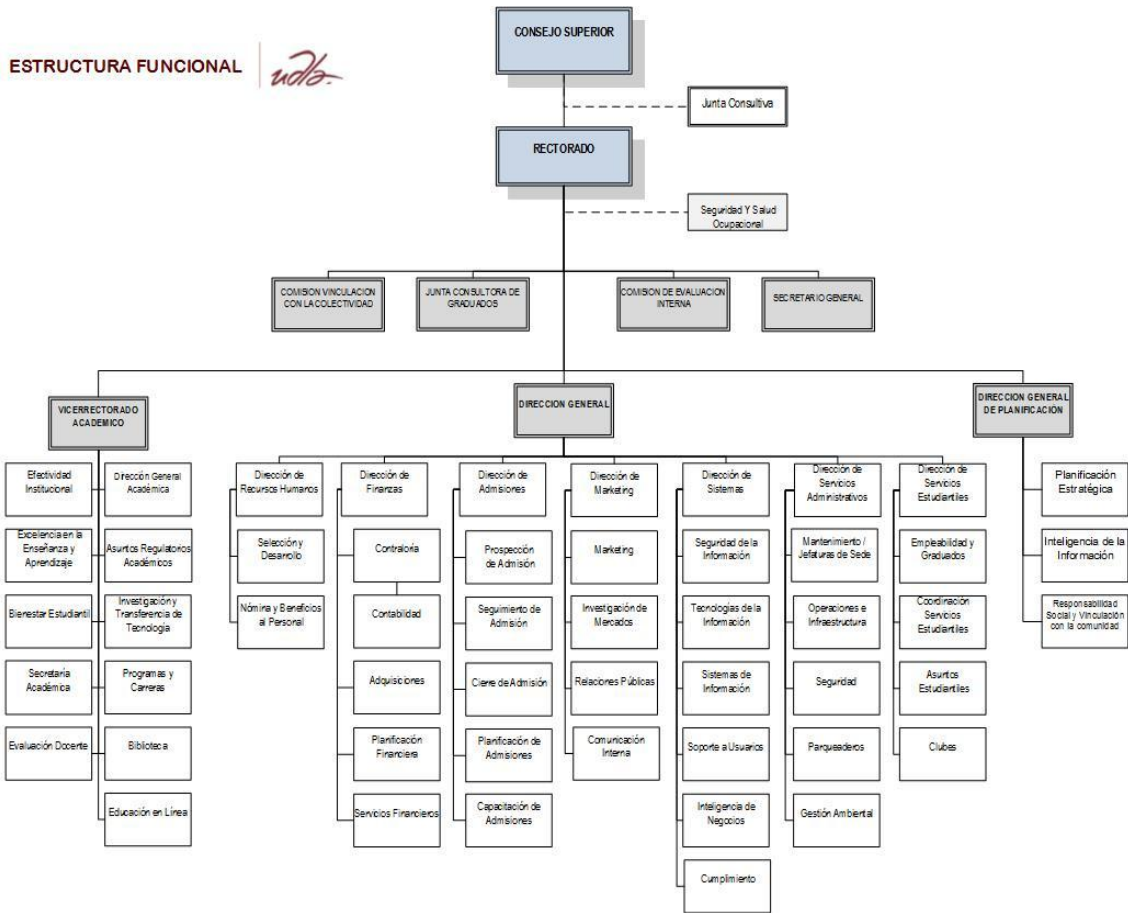 CONSEJO SUPERIOR
ESTRUCTURA FUNCIONAL
udla-
Junta Consultiva
RECTORADO
Seguridad Y Salud
Ocupacional
COMISION VINCULACION
CON LA COLECTIVIDAD
JUNTA CONSULTORA DE
GRADUADOS
COMISION DE EVALUACION
INTERNA
SECRETARIO GENERAL
VICERRECTORADO
ACADEMICO
DIRECCION GENERAL
DIRECCION GENERAL
DE PLANIFICACIÓN
Efectividad
Institucional
Dirección General
Académica
Excelencia en la
Enseñanza y
Aprendizaje
Asuntos Regulatorios
Académicos
Bienestar Estudiantil
Investigación y
Transferencia de
Tecnología
Secretaría
Académica
Programas y
Carreras
Evaluación Docente
Biblioteca
Educación en Línea
Dirección de
Recursos Humanos
Selección y
Desarrollo
Nómina y Beneficios
al Personal
Dirección de
Finanzas
Contraloría
Contabilidad
Adquisiciones
Planificación
Financiera
Servicios Financieros
Dirección de
Admisiones
Prospección
de Admisión
Seguimiento de
Admisión
Cierre de Admisión
Planificación de
Admisiones
Capacitación de
Admisiones
Dirección de
Marketing
Marketing
Investigación de
Mercados
Relaciones Públicas
Comunicación
Interna
Dirección de
Sistemas
Seguridad de la
Información
Tecnologías de la
Información
Sistemas de
Información
Soporte a Usuarios
Inteligencia de
Negocios
Cumplimiento
Dirección de
Servicios
Administrativos
Mantenimiento /
Jefaturas de Sede
Operaciones e
Infraestructura
Seguridad
Parqueaderos
Gestión Ambiental
Dirección de
Servicios
Estudiantiles
Empleabilidad y
Graduados
Coordinación
Servicios
Estudiantiles
Asuntos
Estudiantiles
Clubes
Planificación
Estratégica
Inteligencia de la
Información
Responsabilidad
Social y Vinculación
con la comunidad